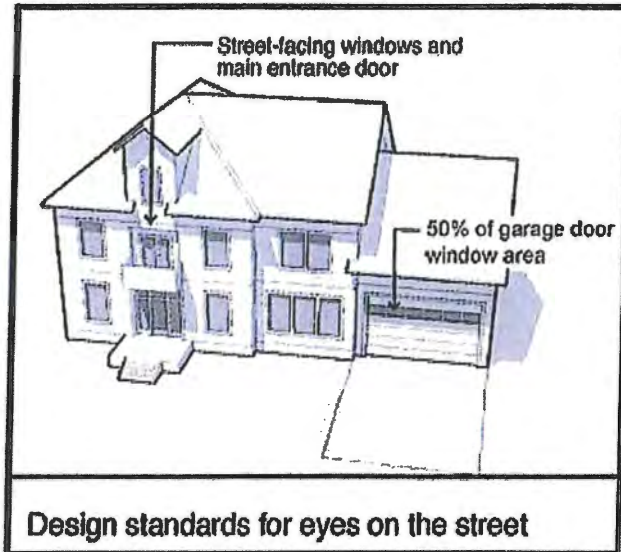 Street-facing windows and
main entrance door
50% of garage door
window area
Design standards for eyes on the street